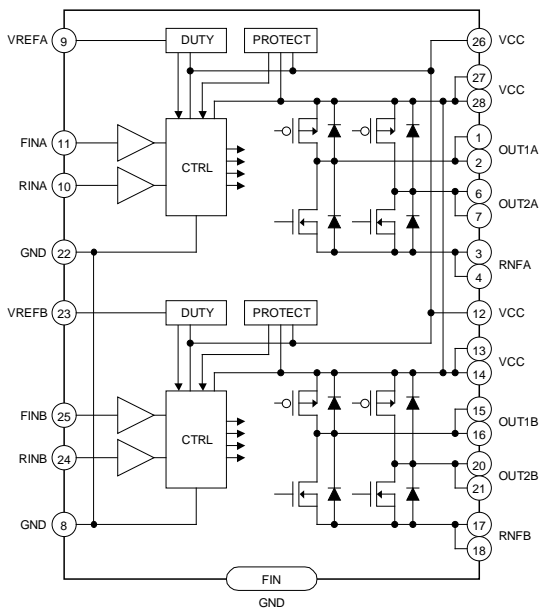 VREFA 9 DUTY PROTECT 26 VCC
27
VCC
28
FINA 11 1
OUT1A
CTRL 2
RINA 10 6
OUT2A
7
GND 22 3
RNFA
4
VREFB 23 DUTY PROTECT 12 VCC
13
VCC
14
FINB 25 15
OUT1B
CTRL 16
RINB 24 20
OUT2B
21
GND 8 17
RNFB
18
FIN
GND